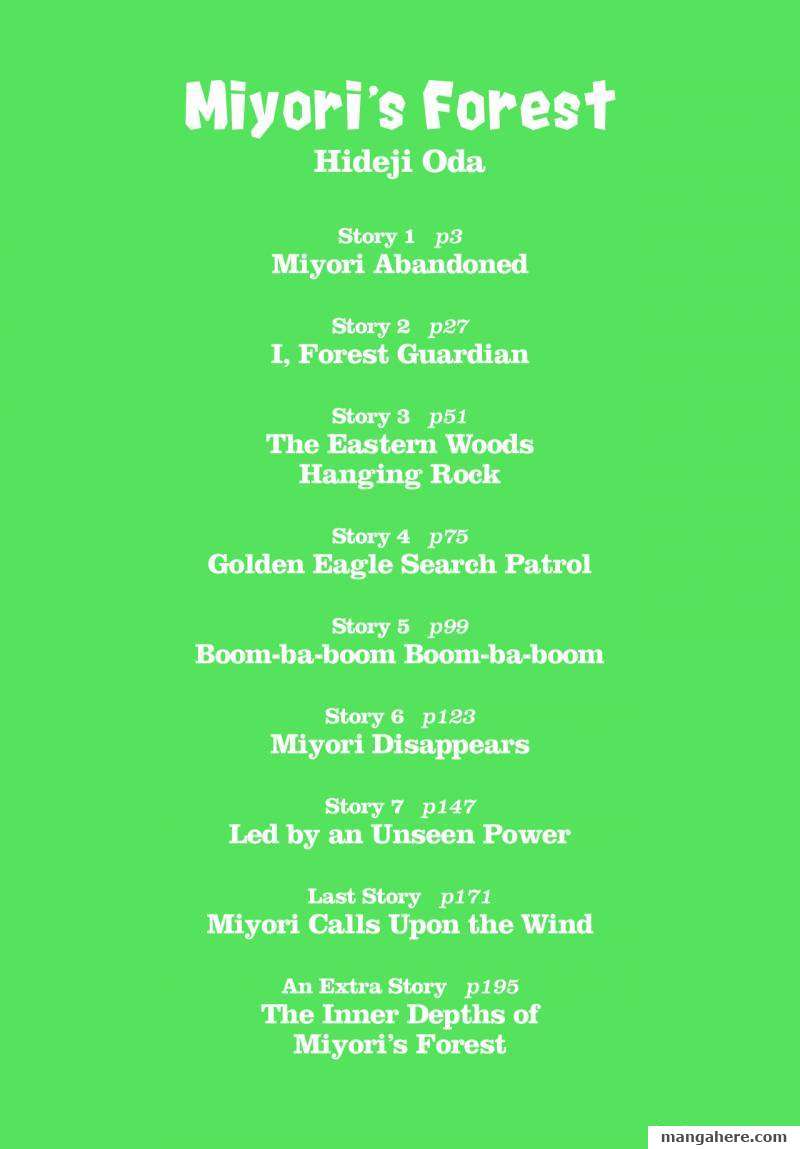 Miyori's Forest
Hideji Oda
Story 1 p3
Miyori Abandoned
Story 2 p27
I, Forest Guardian
Story 3 p51
The Eastern Woods
Hanging Rock
Story 4 p75
Golden Eagle Search Patrol
Story 5 p99
Boom-ba-boom Boom-ba-boom
Story 6 p123
Miyori Disappears
Story 7 p147
Led by an Unseen Power
Last Story p171
Miyori Calls Upon the Wind
An Extra Story p195
The Inner Depths of
Miyori's Forest
mangahere.com